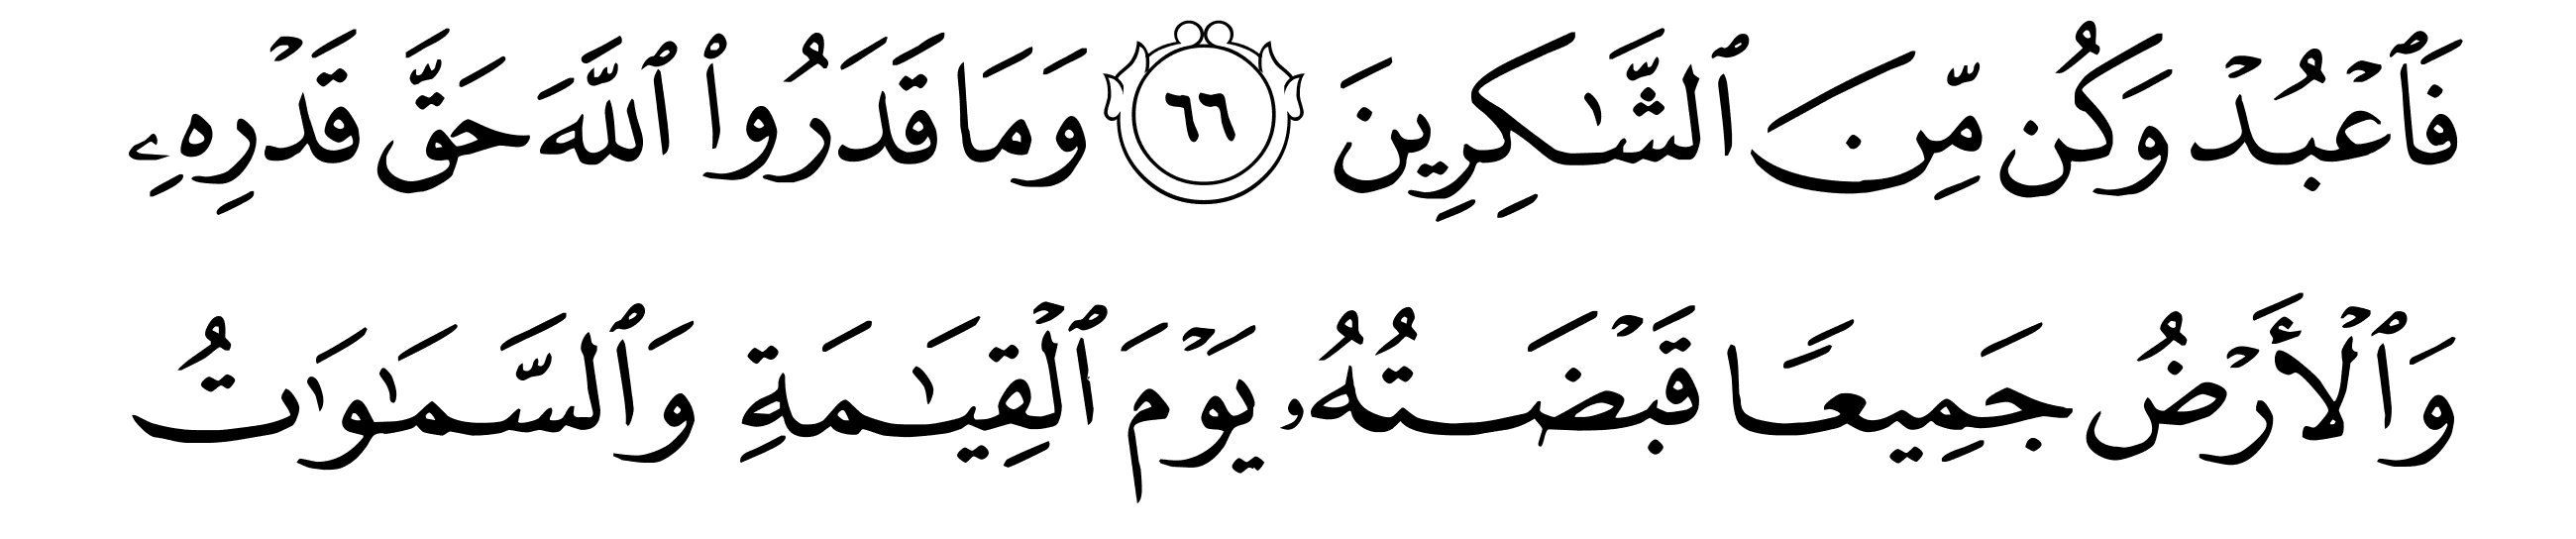 فَٱعْبُدْ وَكُن مِّنَ ٱلشَّـٰكِرِينَ ٦٦ وَمَا قَدَرُوا۟ ٱللَّهَ حَقَّ قَدْرِهِۦ
وَٱلْأَرْضُ جَمِيعًا قَبْضَتُهُۥ يَوْمَ ٱلْقِيَـٰمَةِ وَٱلسَّمَـٰوَٰتُ